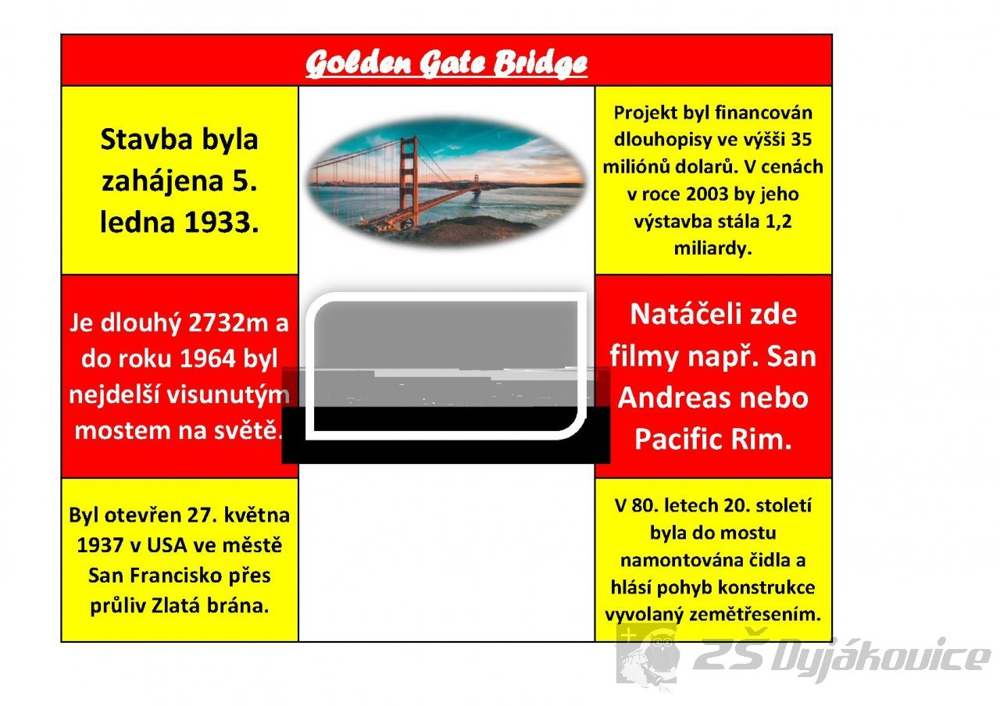 Golden Gate Bridge
Stavba byla
zahájena 5.
ledna 1933.
Projekt byl financován
dlouhopisy ve výšši 35
miliónů dolarů. V cenách
v roce 2003 by jeho
výstavba stála 1,2
miliardy.
Je dlouhý 2732m a
do roku 1964 byl
nejdelší visunutým
mostem na světě.
Natáčeli zde
filmy např. San
Andreas nebo
Pacific Rim.
Byl otevřen 27. května
1937 v USA ve městě
San Francisko přes
průliv Zlatá brána.
V 80. letech 20. století
byla do mostu
namontována čidla a
hlásí pohyb konstrukce
vyvolaný zemětřesením.
ZŠ Dyjákovice